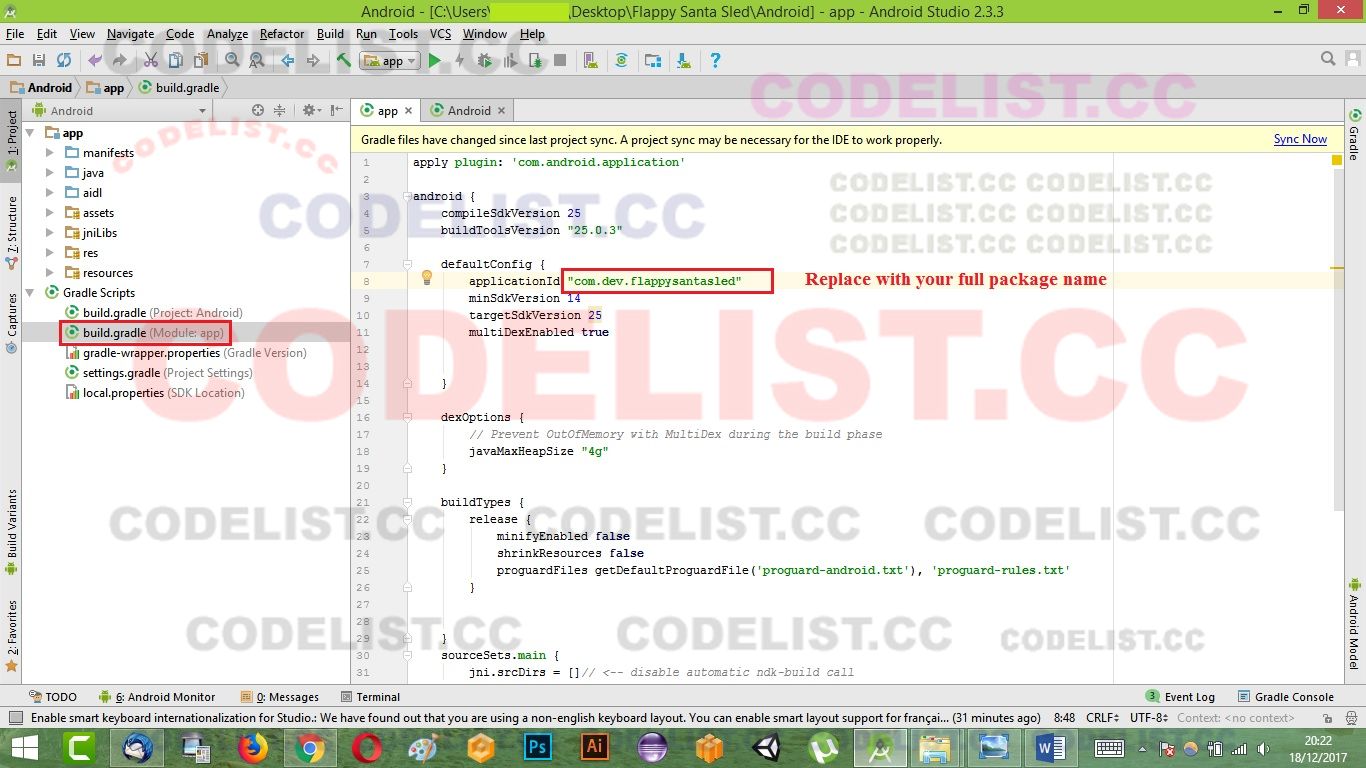 Android - [C:\Users\ \Desktop\Flappy Santa Sled\Android] - app - Android Studio 2.3.3
File Edit View Navigate Code Analyze Refactor Build Run Tools VCS Window Help
CODELIST.CC
app
Android app build.gradle
CODELIST.CC
Android
app Android
1: Project
7: Structure
Captures
Build Variants
2: Favorites
Gradle
Android Model
app
manifests
java
aidl
assets
jniLibs
res
resources
Gradle Scripts
build.gradle (Project: Android)
build.gradle (Module: app)
gradle-wrapper.properties (Gradle Version)
settings.gradle (Project Settings)
local.properties (SDK Location)
CODELIST.CC
Gradle files have changed since last project sync. A project sync may be necessary for the IDE to work properly. Sync Now
1 apply plugin: 'com.android.application'
2
3 android {
4 compileSdkVersion 25
5 buildToolsVersion "25.0.3"
6
7 defaultConfig {
8 applicationId "com.dev.flappysantasled" Replace with your full package name
9 minSdkVersion 14
10 targetSdkVersion 25
11 multiDexEnabled true
12
13
14 }
15
16 dexOptions {
17 // Prevent OutOfMemory with MultiDex during the build phase
18 javaMaxHeapSize "4g"
19 }
20
21 buildTypes {
22 release {
23 minifyEnabled false
24 shrinkResources false
25 proguardFiles getDefaultProguardFile('proguard-android.txt'), 'proguard-rules.txt'
26 }
27
28
29 }
30 sourceSets.main {
31 jni.srcDirs = []// <-- disable automatic ndk-build call
CODELIST.CC
CODELIST.CC CODELIST.CC
CODELIST.CC CODELIST.CC
CODELIST.CC CODELIST.CC
CODELIST.CC
CODELIST.CC CODELIST.CC CODELIST.CC
CODELIST.CC CODELIST.CC CODELIST.CC
TODO 6: Android Monitor 0: Messages Terminal 3 Event Log Gradle Console
Enable smart keyboard internationalization for Studio.: We have found out that you are using a non-english keyboard layout. You can enable smart layout support for françai... (31 minutes ago) 8:48 CRLF UTF-8 Context: <no context>
Ps Ai W
20:22
18/12/2017